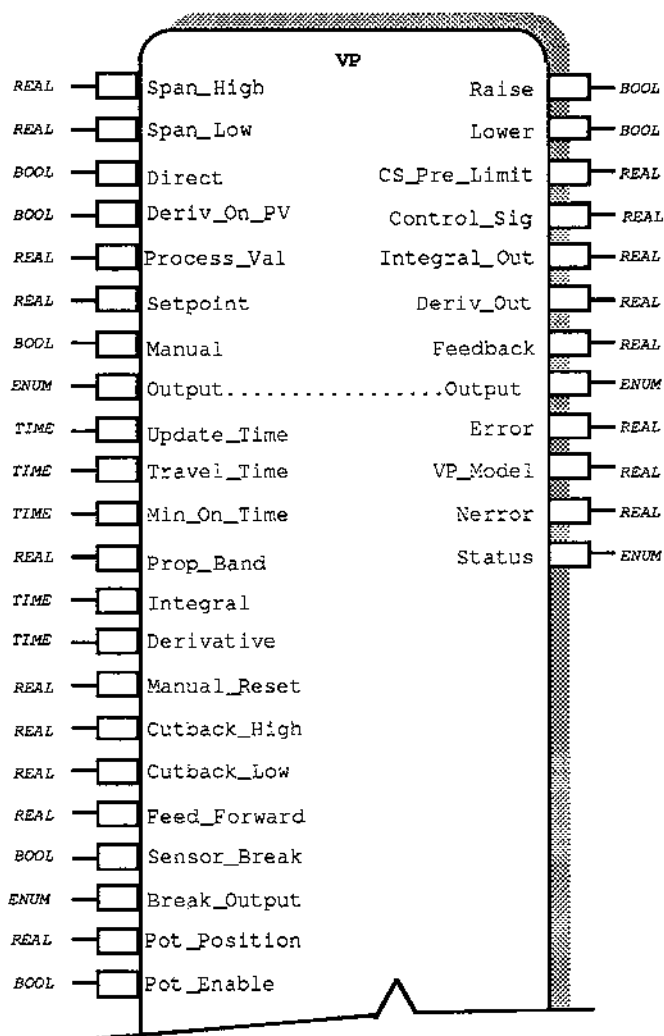 VP
REAL Span_High Raise BOOL
REAL Span_Low Lower BOOL
BOOL Direct CS_Pre_Limit REAL
BOOL Deriv_On_PV Control_Sig REAL
REAL Process_Val Integral_Out REAL
REAL Setpoint Deriv_Out REAL
BOOL Manual Feedback REAL
ENUM Output.....................Output ENUM
TIME Update_Time Error REAL
TIME Travel_Time VP_Model REAL
TIME Min_On_Time Nerror REAL
REAL Prop_Band Status ENUM
TIME Integral
TIME Derivative
REAL Manual_Reset
REAL Cutback_High
REAL Cutback_Low
REAL Feed_Forward
BOOL Sensor_Break
ENUM Break_Output
REAL Pot_Position
BOOL Pot_Enable